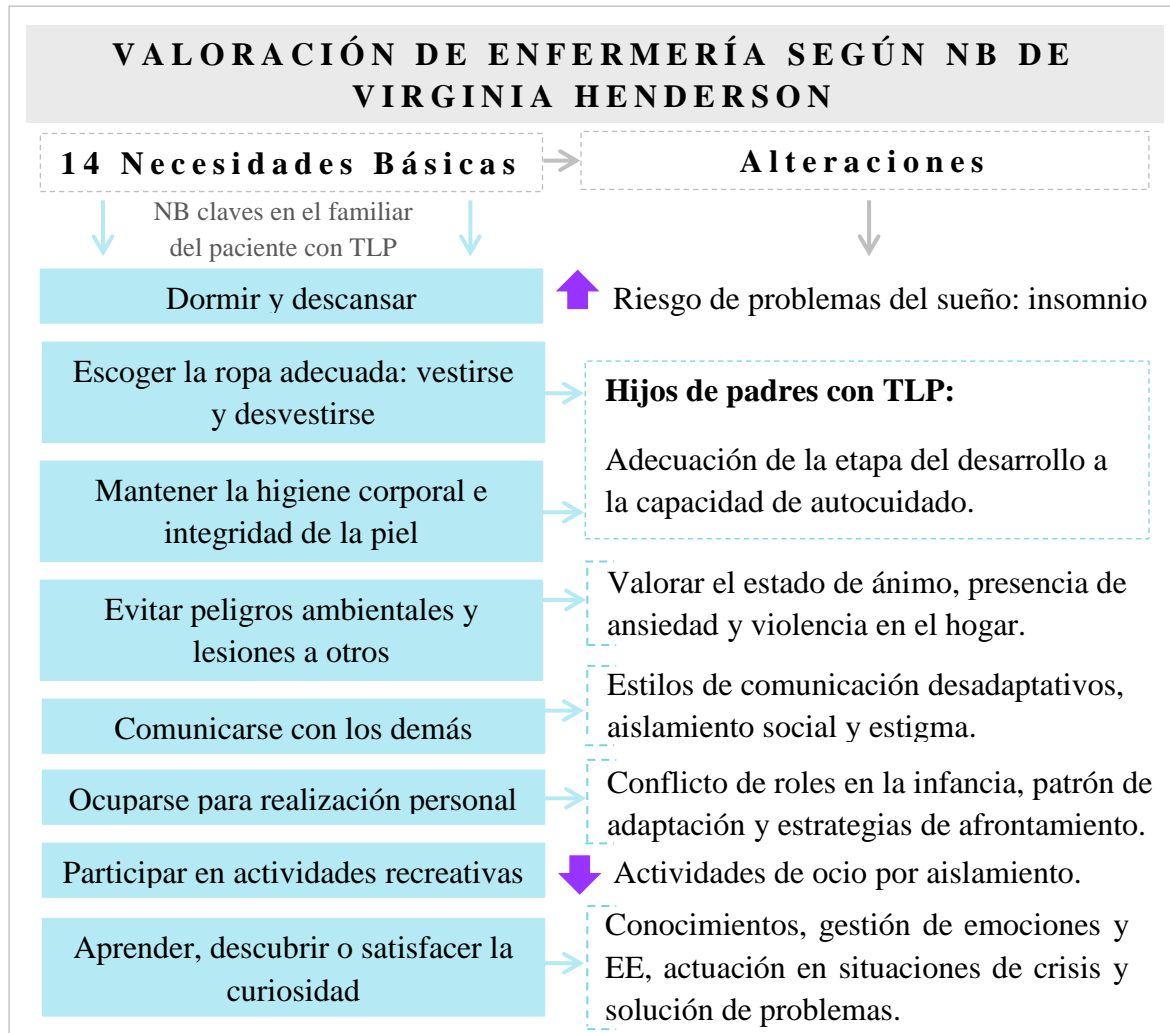 VALORACIÓN DE ENFERMERÍA SEGÚN NB DE
VIRGINIA HENDERSON
14 Necesidades Básicas
Alteraciones
NB claves en el familiar
del paciente con TLP
Dormir y descansar
Riesgo de problemas del sueño: insomnio
Escoger la ropa adecuada: vestirse
y desvestirse
Mantener la higiene corporal e
integridad de la piel
Hijos de padres con TLP:
Adecuación de la etapa del desarrollo a
la capacidad de autocuidado.
Evitar peligros ambientales y
lesiones a otros
Valorar el estado de ánimo, presencia de
ansiedad y violencia en el hogar.
Comunicarse con los demás
Estilos de comunicación desadaptativos,
aislamiento social y estigma.
Ocuparse para realización personal
Conflicto de roles en la infancia, patrón de
adaptación y estrategias de afrontamiento.
Participar en actividades recreativas
Actividades de ocio por aislamiento.
Aprender, descubrir o satisfacer la
curiosidad
Conocimientos, gestión de emociones y
EE, actuación en situaciones de crisis y
solución de problemas.